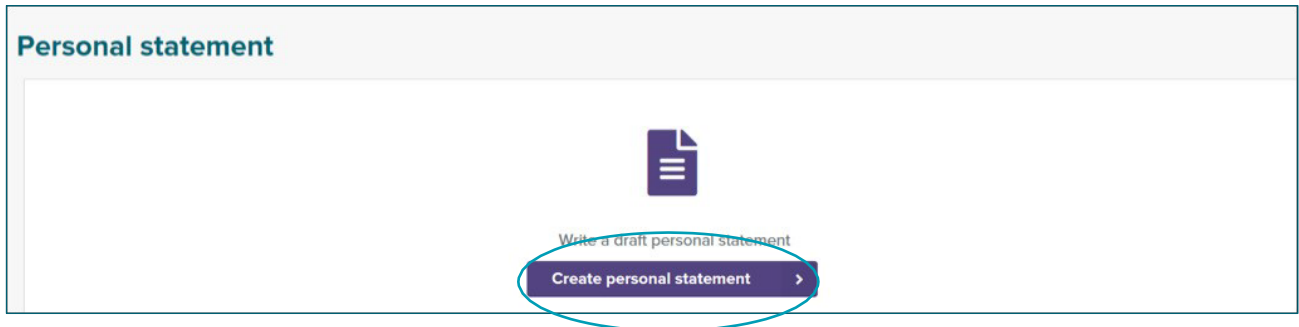 Personal statement
Write a draft personal statement
Create personal statement